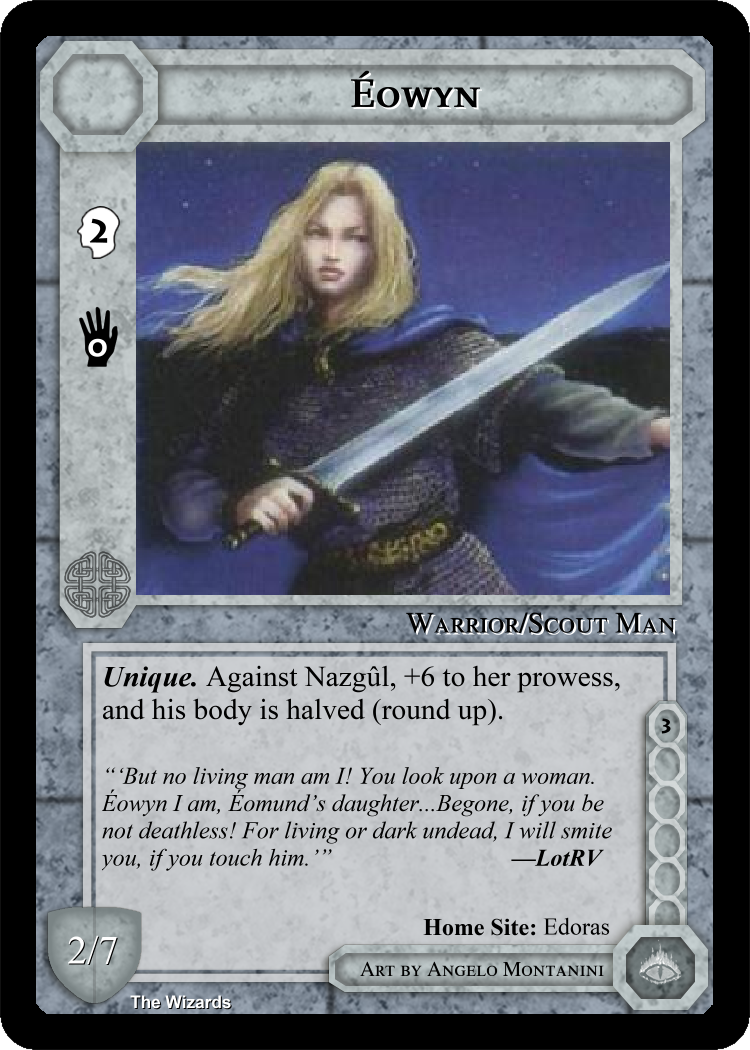 Éowyn
2
0
Warrior/Scout Man
Unique. Against Nazgûl, +6 to her prowess,
and his body is halved (round up).
3
“‘But no living man am I! You look upon a woman.
Éowyn I am, Éomund’s daughter...Begone, if you be
not deathless! For living or dark undead, I will smite
you, if you touch him.’” —LotRV
Home Site: Edoras
2/7
Art by Angelo Montanini
The Wizards